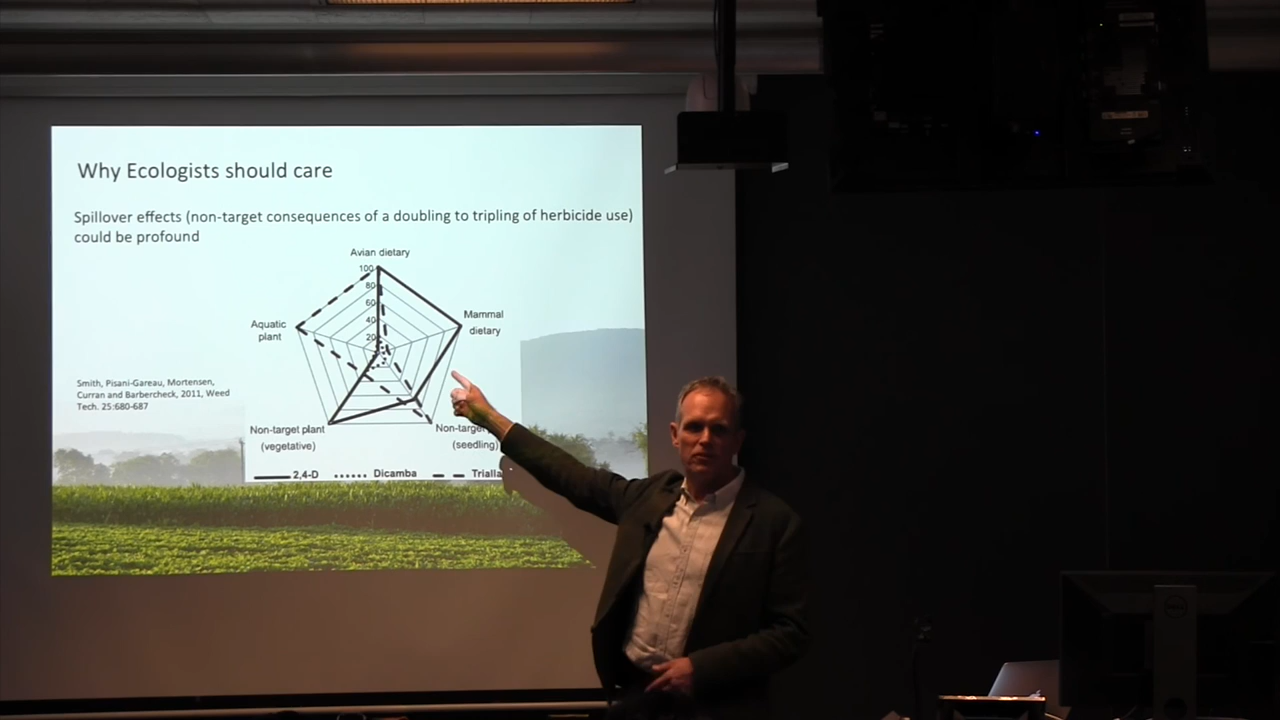 Why Ecologists should care
Spillover effects (non-target consequences of a doubling to tripling of herbicide use)
could be profound
Avian dietary
100
80
60
40
20
Mammal
dietary
Aquatic
plant
Smith, Pisani-Gareau, Mortensen,
Curran and Barbercheck, 2011, Weed
Tech. 25:680-687
Non-target plant
(vegetative)
(seedling)
2,4-D
Dicamba